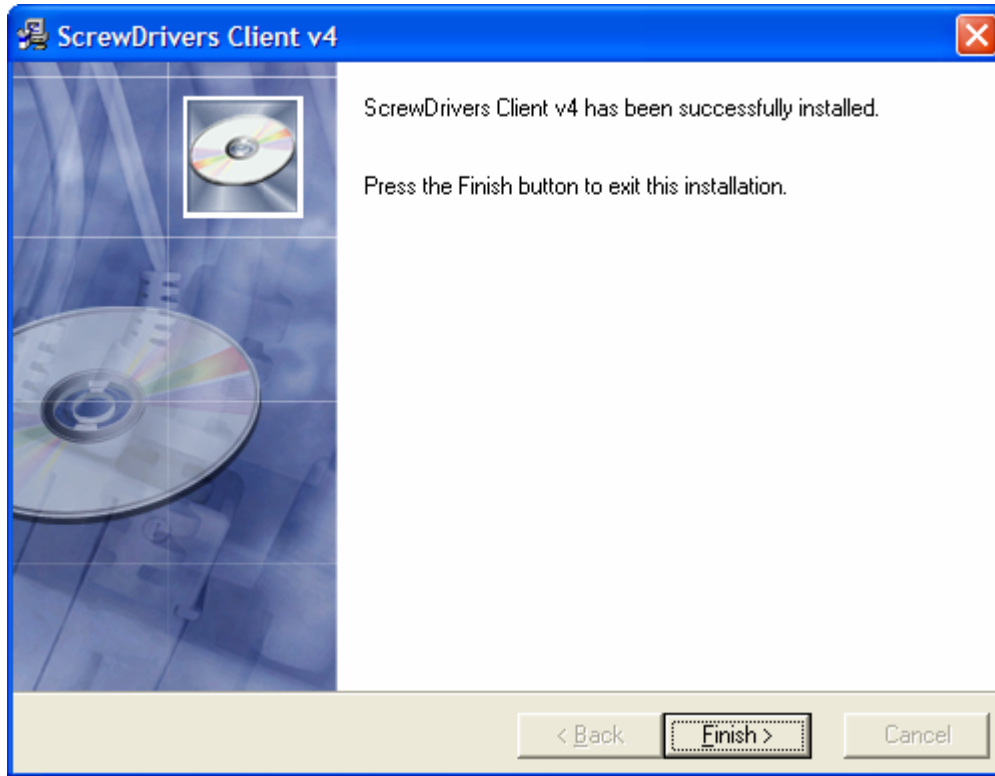 ScrewDrivers Client v4
ScrewDrivers Client v4 has been successfully installed.
Press the Finish button to exit this installation.
< Back
Finish >
Cancel